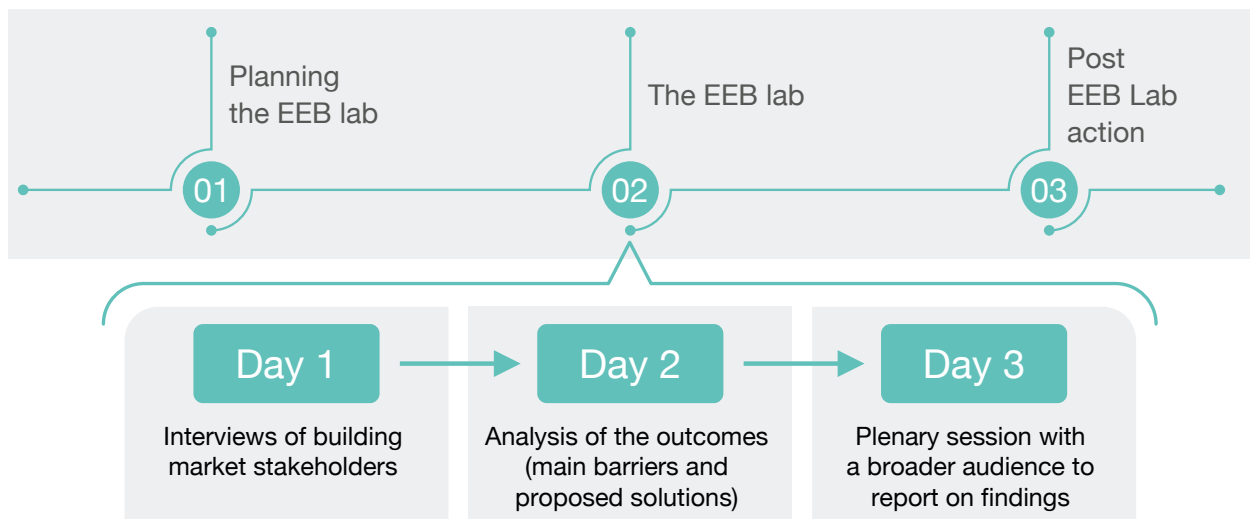 Planning
the EEB lab
01
The EEB lab
02
Post
EEB Lab
action
03
Day 1
Interviews of building
market stakeholders
Day 2
Analysis of the outcomes
(main barriers and
proposed solutions)
Day 3
Plenary session with
a broader audience to
report on findings